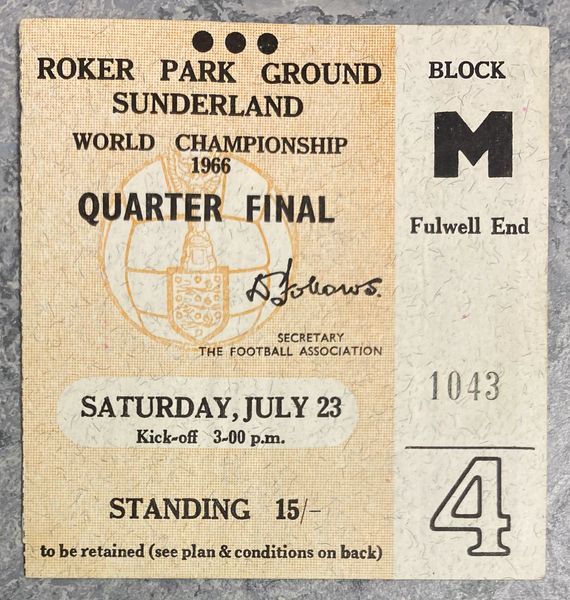 ROKER PARK GROUND
SUNDERLAND
WORLD CHAMPIONSHIP
1966
QUARTER FINAL
D Follows.
SECRETARY
THE FOOTBALL ASSOCIATION
SATURDAY, JULY 23
Kick-off 3-00 p.m.
STANDING 15/-
to be retained (see plan & conditions on back)
BLOCK
M
Fulwell End
1043
4